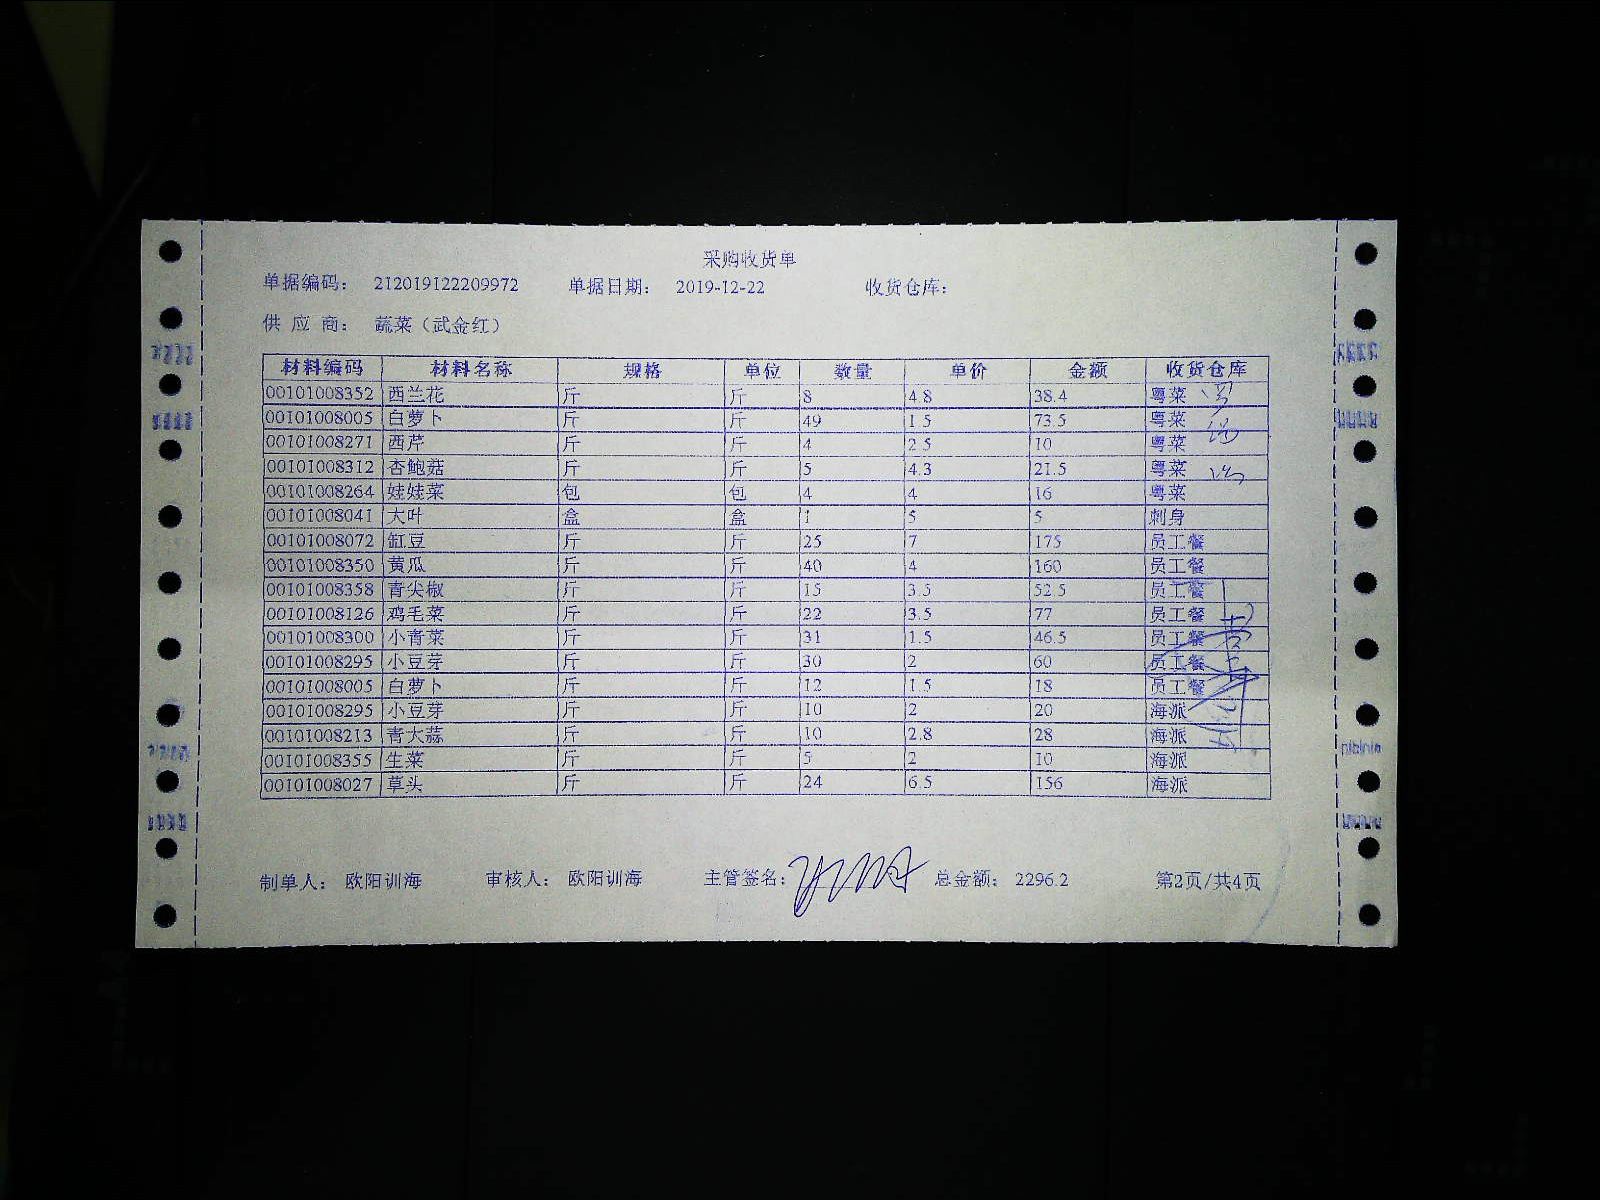 采购收货单
单据编码： 212019122209972 单据日期： 2019-12-22 收货仓库：
供 应 商： 蔬菜（武金红）
材料编码 材料名称 规格 单位 数量 单价 金额 收货仓库
00101008352 西兰花 斤 斤 8 4.8 38.4 粤菜
00101008005 白萝卜 斤 斤 49 1.5 73.5 粤菜
00101008271 西芹 斤 斤 4 2.5 10 粤菜
00101008312 杏鲍菇 斤 斤 5 4.3 21.5 粤菜
00101008264 娃娃菜 包 包 4 4 16 粤菜
00101008041 大叶 盒 盒 1 5 5 刺身
00101008072 缸豆 斤 斤 25 7 175 员工餐
00101008350 黄瓜 斤 斤 40 4 160 员工餐
00101008358 青尖椒 斤 斤 15 3.5 52.5 员工餐
00101008126 鸡毛菜 斤 斤 22 3.5 77 员工餐
00101008300 小青菜 斤 斤 31 1.5 46.5 员工餐
00101008295 小豆芽 斤 斤 30 2 60 员工餐
00101008005 白萝卜 斤 斤 12 1.5 18 员工餐
00101008295 小豆芽 斤 斤 10 2 20 海派
00101008213 青大蒜 斤 斤 10 2.8 28 海派
00101008355 生菜 斤 斤 5 2 10 海派
00101008027 草头 斤 斤 24 6.5 156 海派
制单人： 欧阳训海 审核人： 欧阳训海 主管签名： 总金额： 2296.2 第2页/共4页